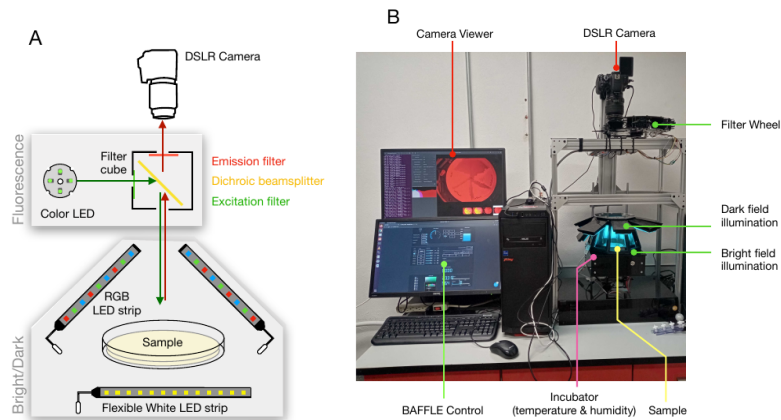 A
DSLR Camera
Fluorescence
Filter
cube
Color LED
Emission filter
Dichroic beamsplitter
Excitation filter
Bright/Dark
RGB
LED strip
Sample
Flexible White LED strip
B
Camera Viewer
DSLR Camera
Filter Wheel
Dark field
illumination
Bright field
illumination
BAFFLE Control
Incubator
(temperature & humidity)
Sample